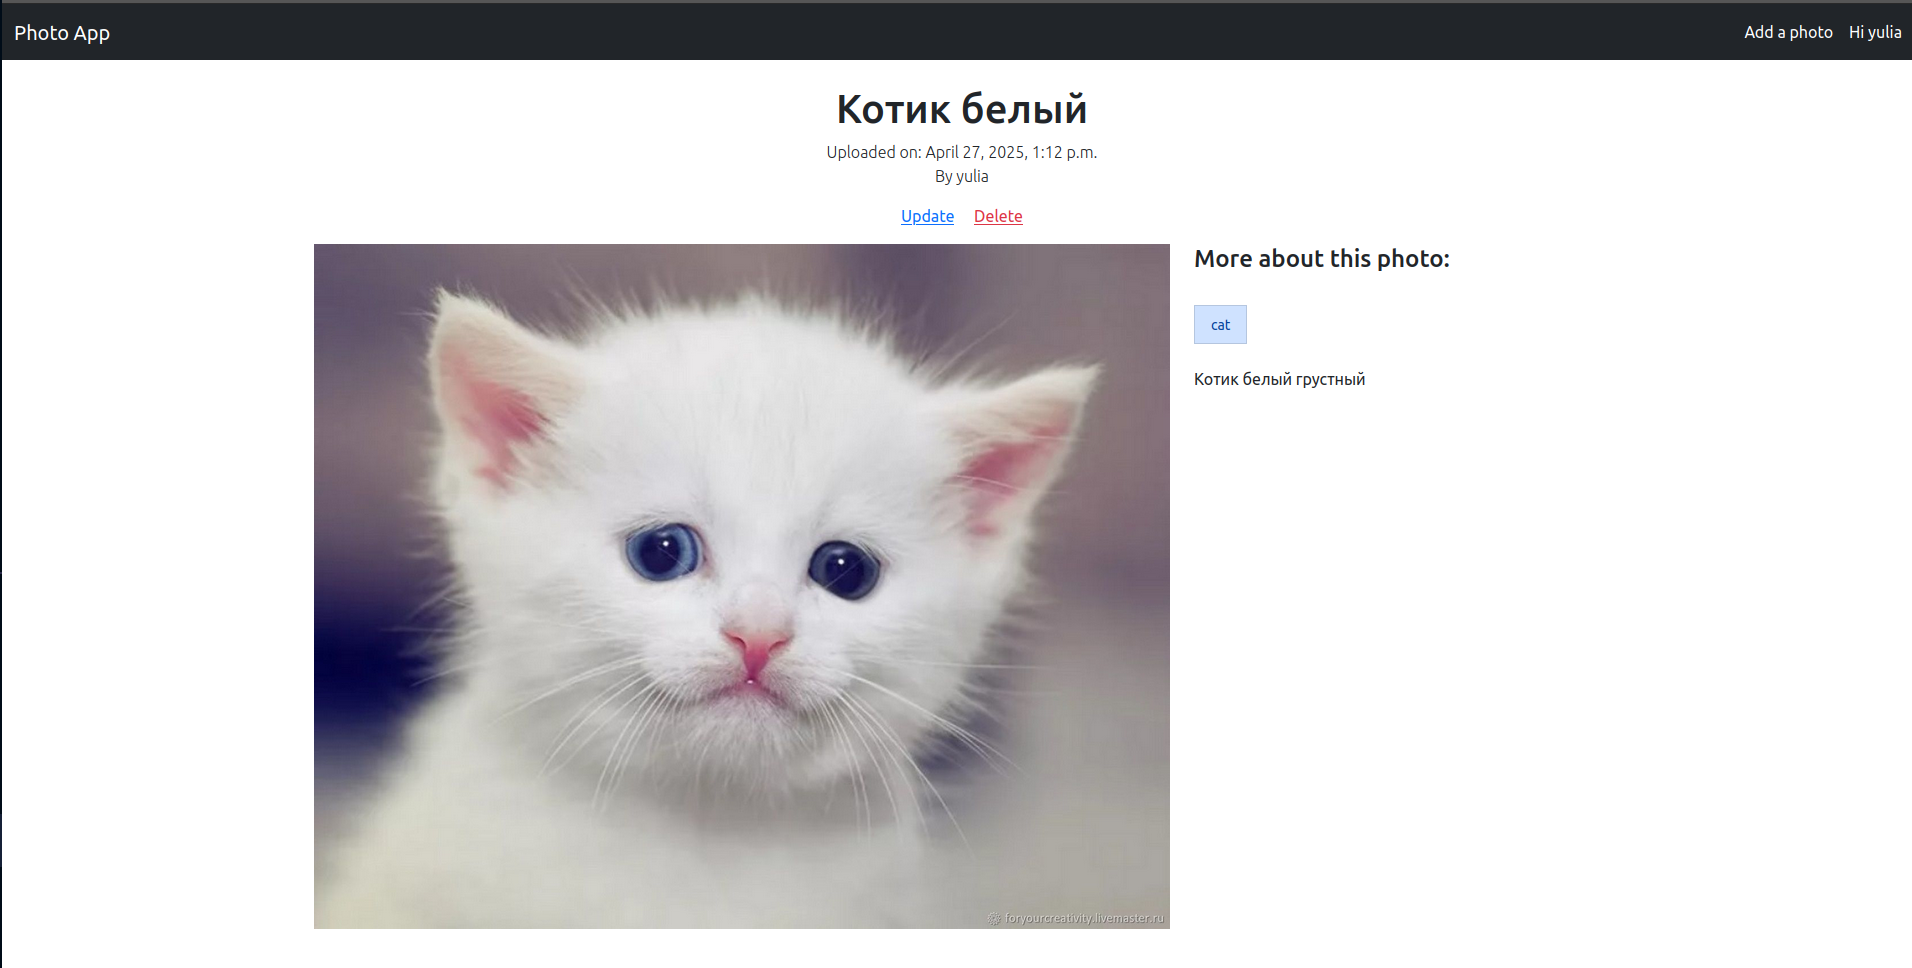 Photo App
Add a photo Hi yulia
Котик белый
Uploaded on: April 27, 2025, 1:12 p.m.
By yulia
Update Delete
More about this photo:
cat
Котик белый грустный
foryourcreativity.livemaster.ru